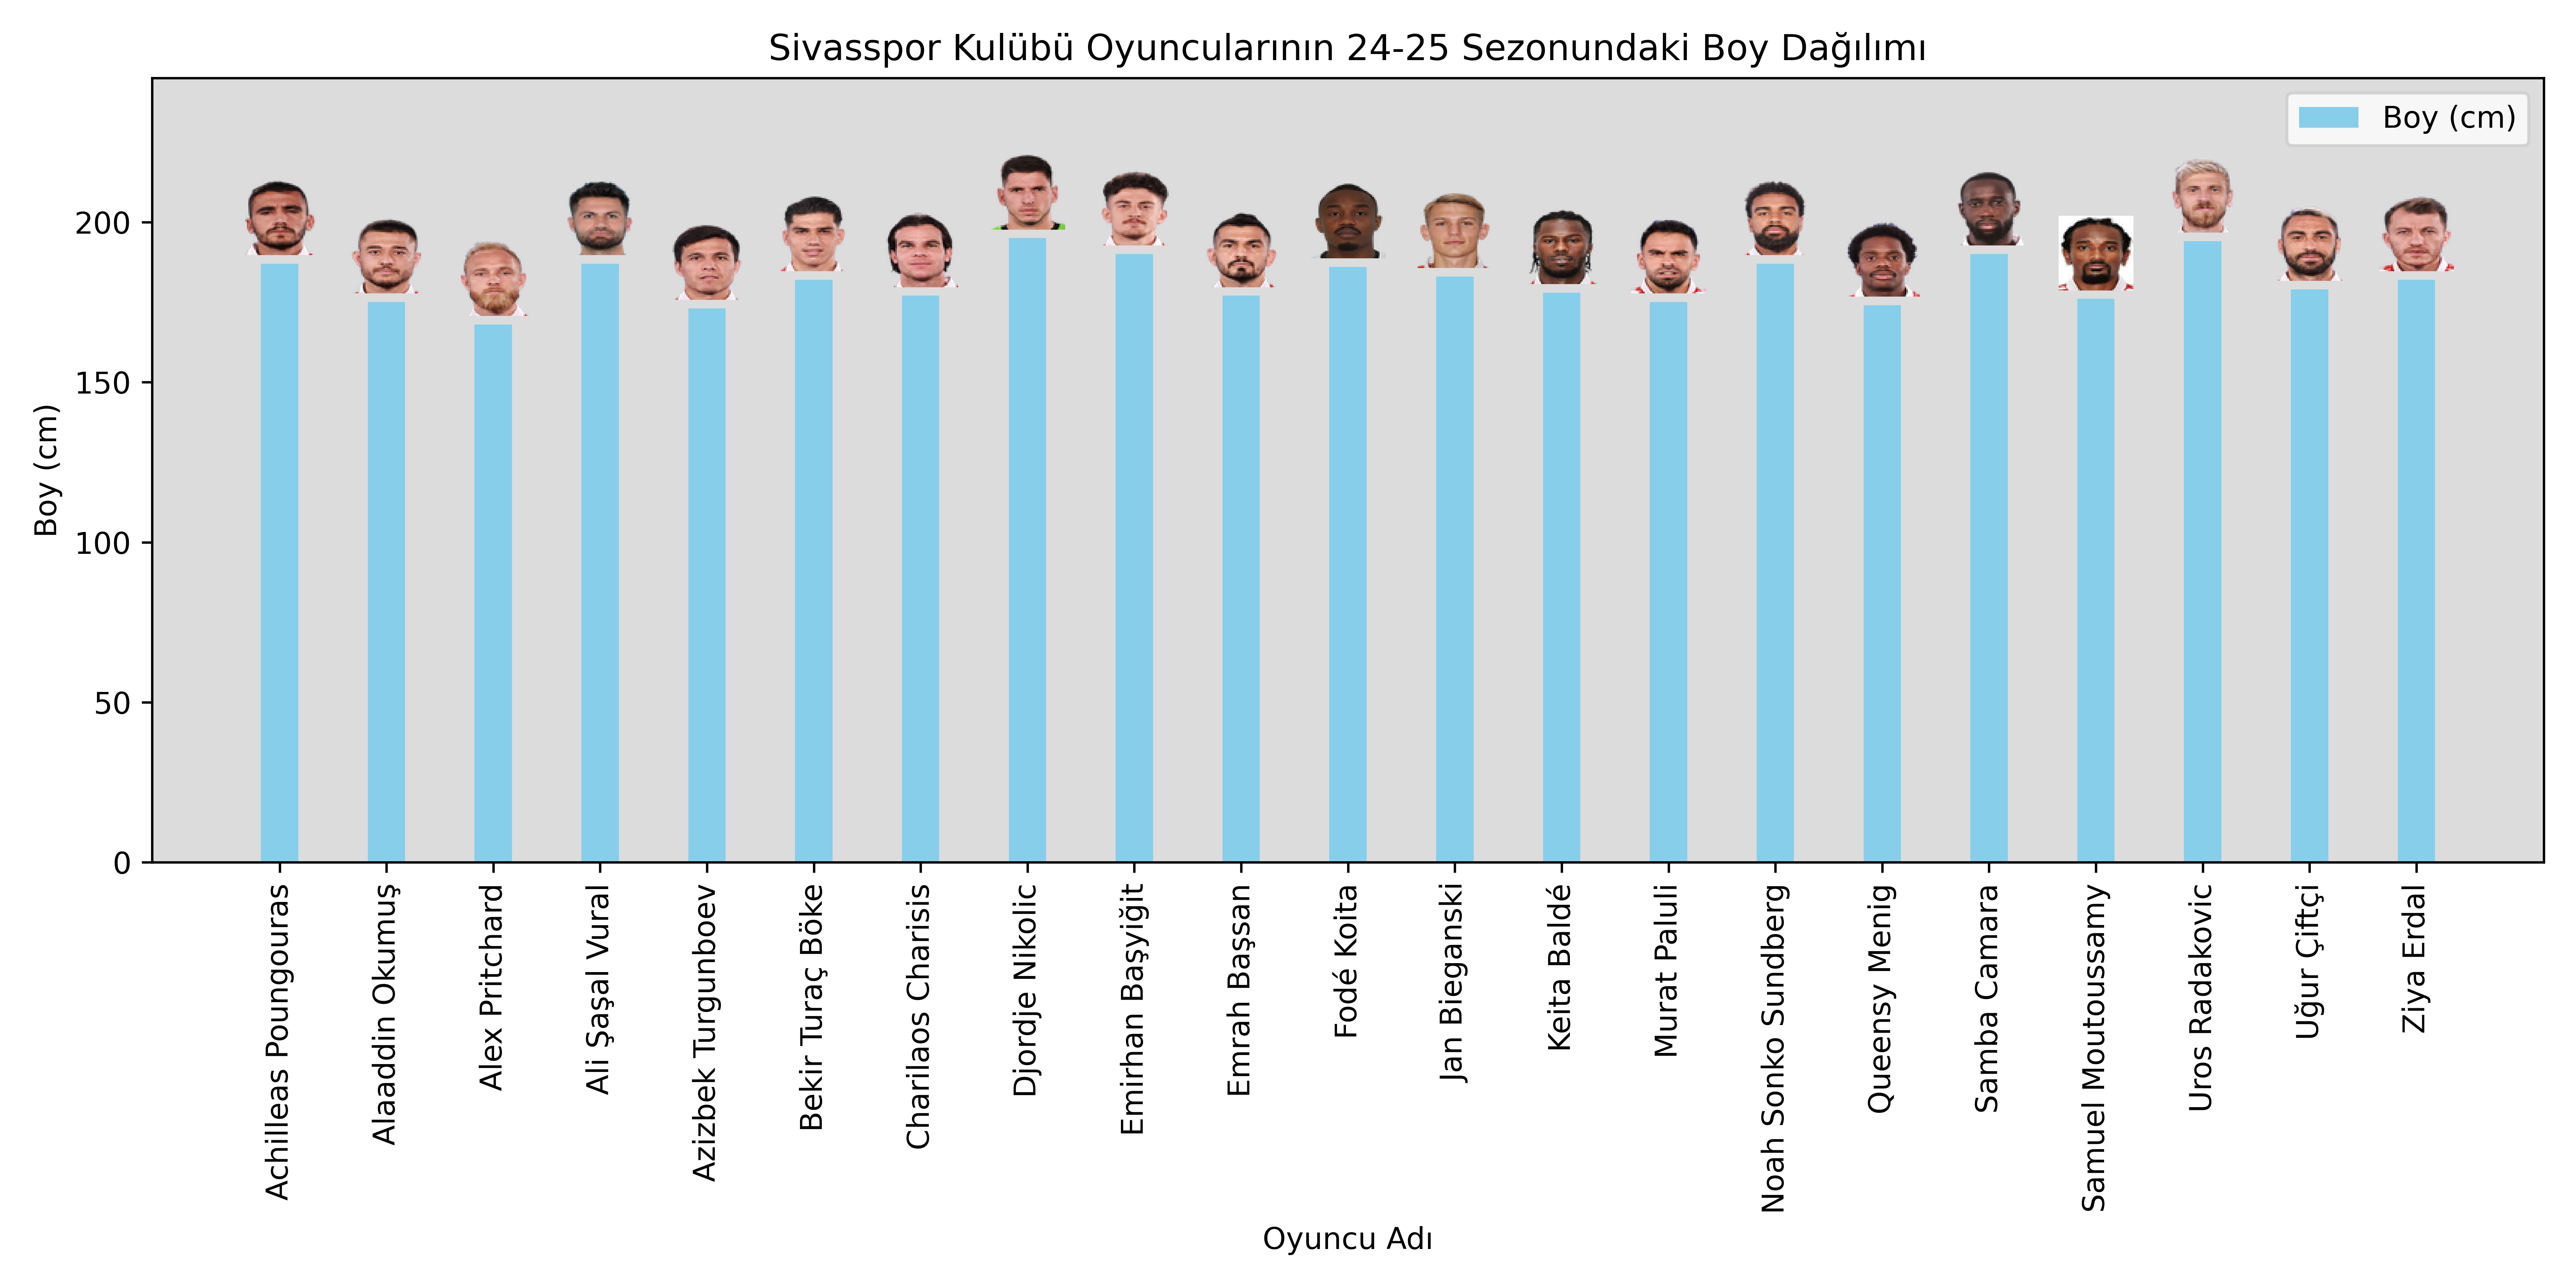 Sivasspor Kulübü Oyuncularının 24-25 Sezonundaki Boy Dağılımı
Boy (cm)
200
150
100
50
0
Boy (cm)
Achilleas Poungouras
Alaaddin Okumuş
Alex Pritchard
Ali Şaşal Vural
Azizbek Turgunboev
Bekir Turaç Böke
Charilaos Charisis
Djordje Nikolic
Emirhan Başyiğit
Emrah Başsan
Fodé Koita
Jan Bieganski
Keita Baldé
Murat Paluli
Noah Sonko Sundberg
Queensy Menig
Samba Camara
Samuel Moutoussamy
Uros Radakovic
Uğur Çiftçi
Ziya Erdal
Oyuncu Adı